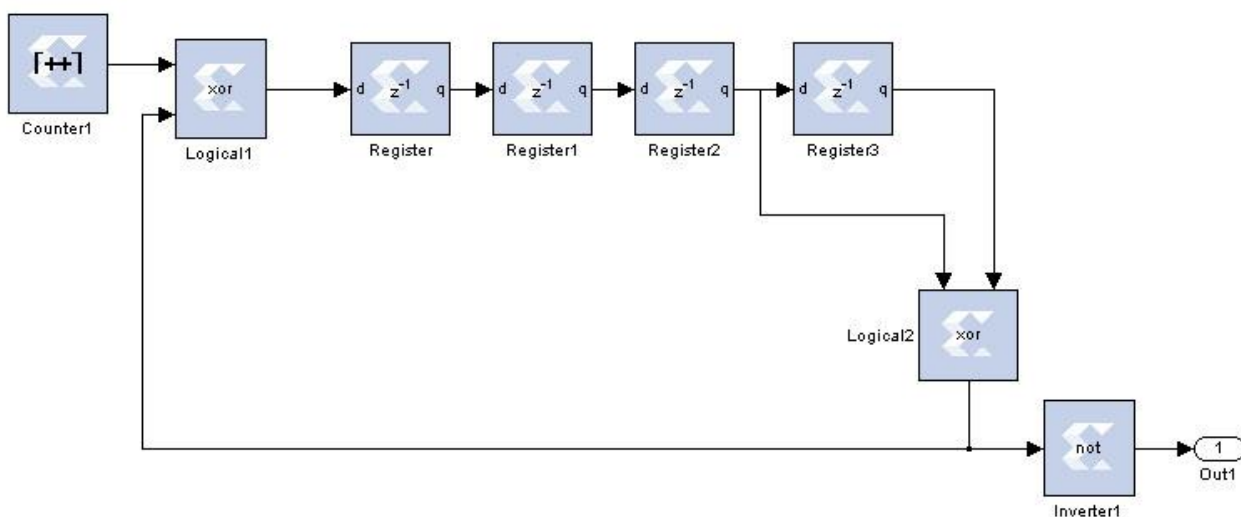 [++]
Counter1
xor
Logical1
d z⁻¹ q
Register
d z⁻¹ q
Register1
d z⁻¹ q
Register2
d z⁻¹ q
Register3
Logical2
xor
not
Inverter1
1
Out1